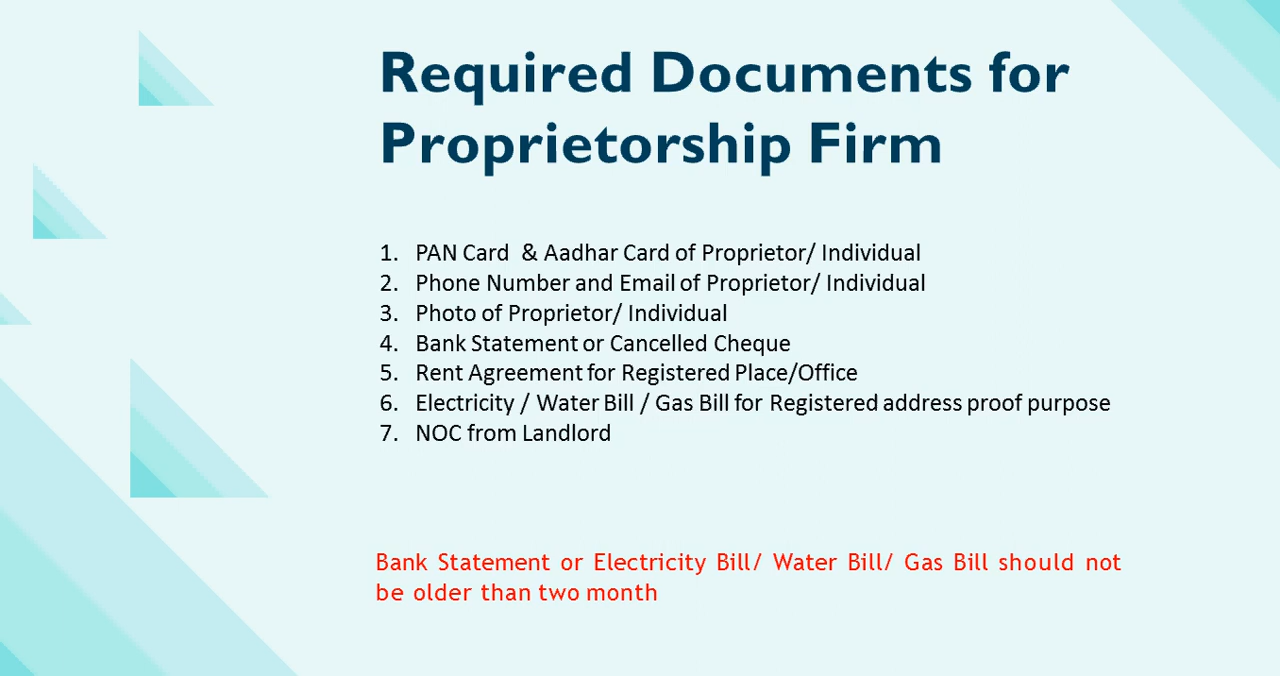 Required Documents for
Proprietorship Firm
1. PAN Card & Aadhar Card of Proprietor/ Individual
2. Phone Number and Email of Proprietor/ Individual
3. Photo of Proprietor/ Individual
4. Bank Statement or Cancelled Cheque
5. Rent Agreement for Registered Place/Office
6. Electricity / Water Bill / Gas Bill for Registered address proof purpose
7. NOC from Landlord
Bank Statement or Electricity Bill/ Water Bill/ Gas Bill should not
be older than two month